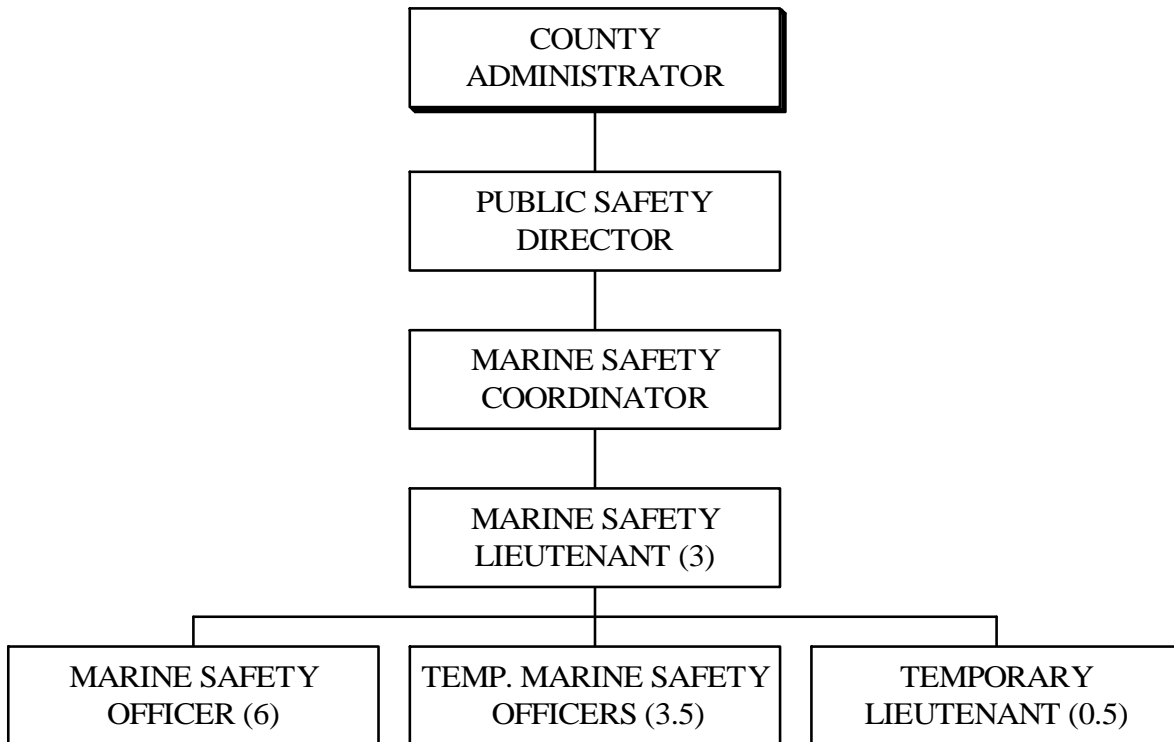 COUNTY
ADMINISTRATOR
PUBLIC SAFETY
DIRECTOR
MARINE SAFETY
COORDINATOR
MARINE SAFETY
LIEUTENANT (3)
MARINE SAFETY
OFFICER (6)
TEMP. MARINE SAFETY
OFFICERS (3.5)
TEMPORARY
LIEUTENANT (0.5)